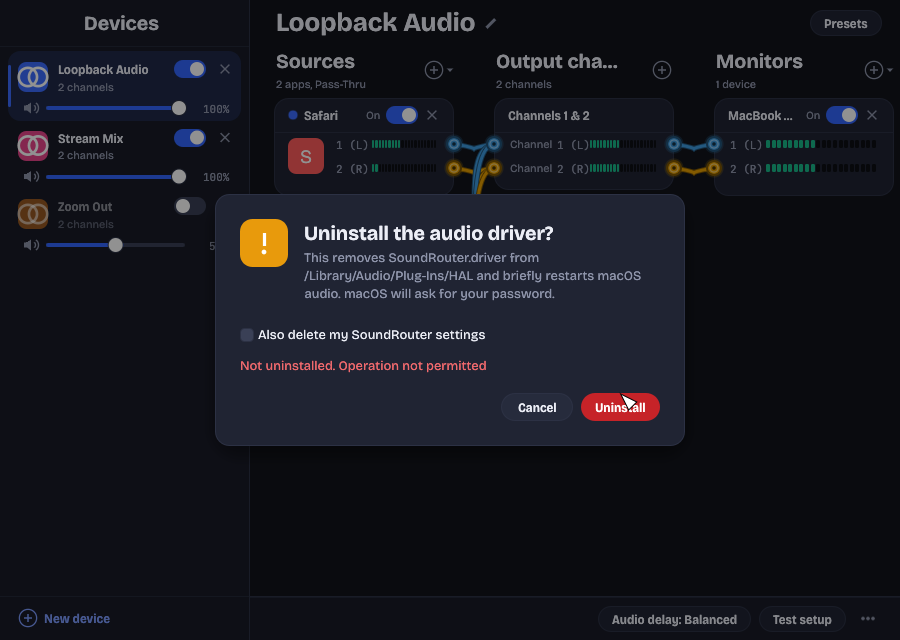 Devices
Loopback Audio
2 channels
100%
Stream Mix
2 channels
100%
Zoom Out
2 channels
New device
Loopback Audio
Presets
Sources
2 apps, Pass-Thru
Output cha...
2 channels
Monitors
1 device
Safari
On
S
1 (L)
2 (R)
Channels 1 & 2
Channel 1 (L)
Channel 2 (R)
MacBook ...
On
1 (L)
2 (R)
!
Uninstall the audio driver?
This removes SoundRouter.driver from
/Library/Audio/Plug-Ins/HAL and briefly restarts macOS
audio. macOS will ask for your password.
Also delete my SoundRouter settings
Not uninstalled. Operation not permitted
Cancel
Uninstall
Audio delay: Balanced
Test setup